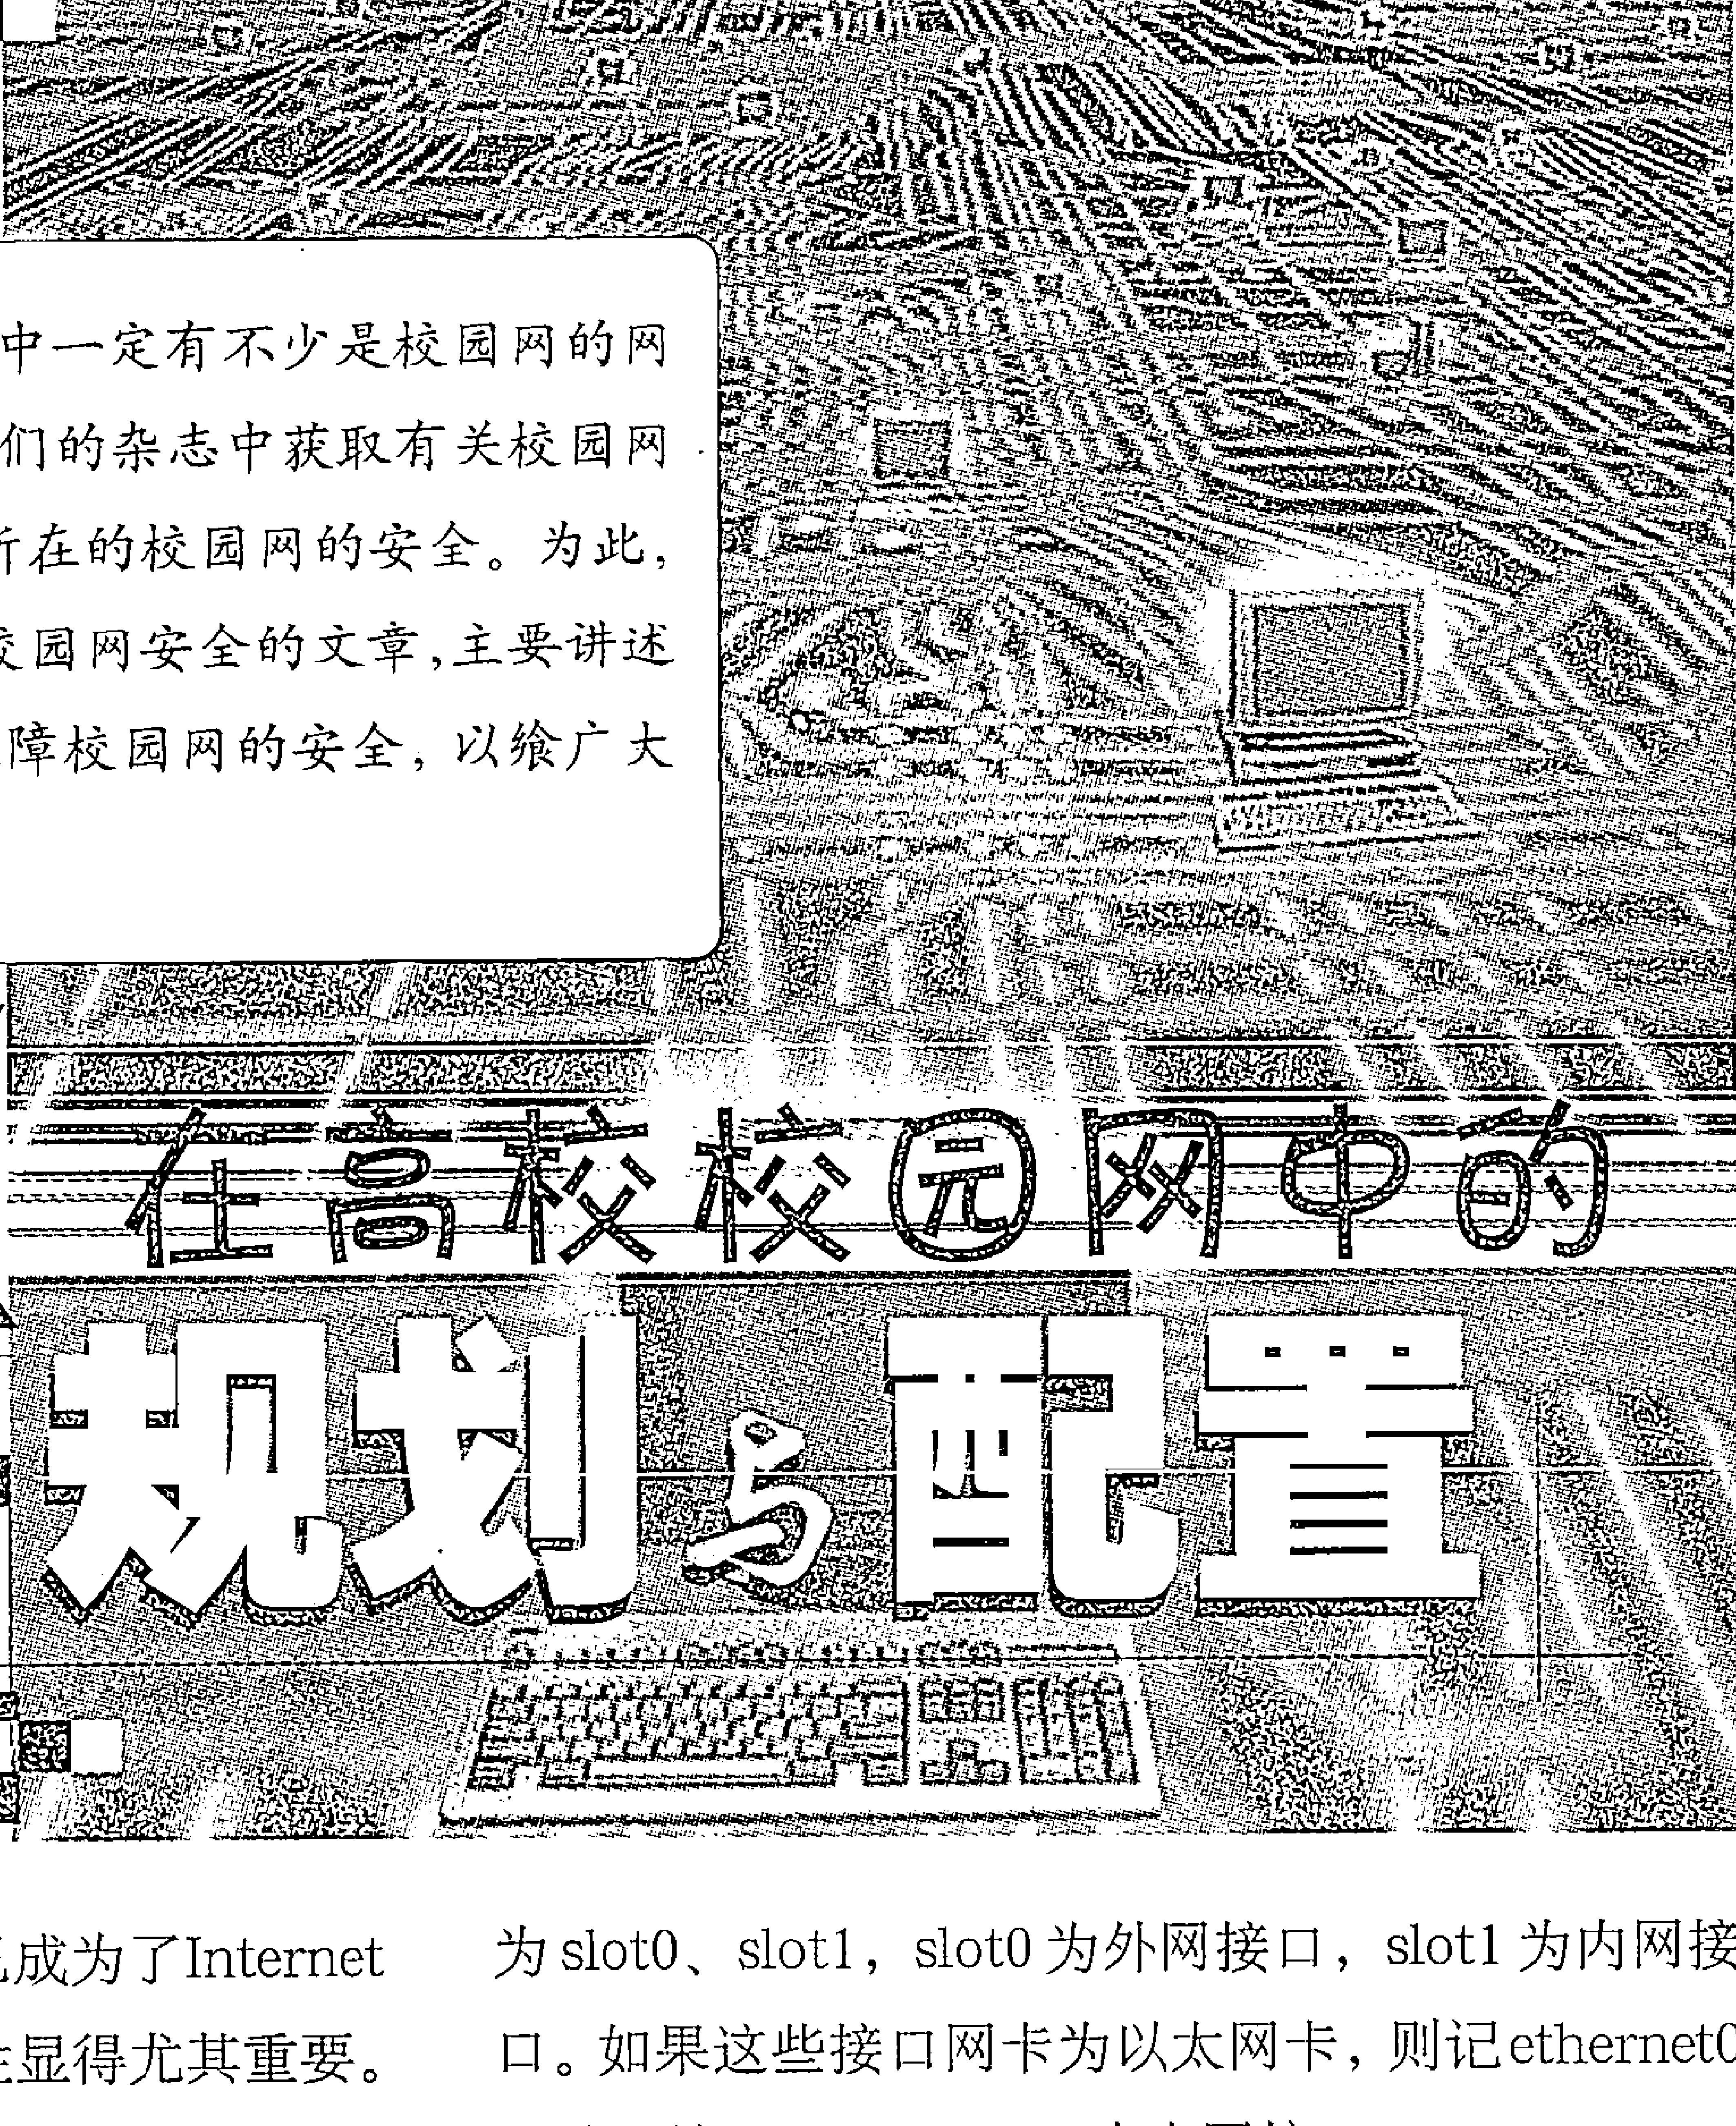 中一定有不少是校园网的网
们的杂志中获取有关校园网
所在的校园网的安全。为此,
校园网安全的文章,主要讲述
障校园网的安全, 以飨广大
在高校校园网中的
规划与配置
成为了Internet
显得尤其重要。
为slot0、slot1, slot0为外网接口, slot1为内网接
口。如果这些接口网卡为以太网卡, 则记ethernet0